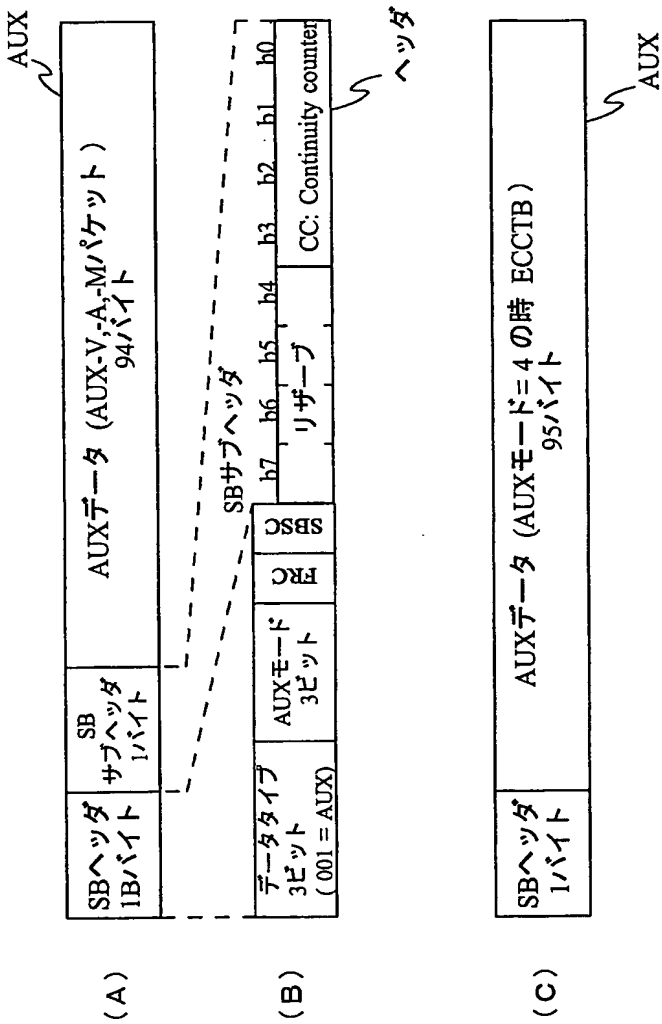 (A)
AUX
SBヘッダ
1Bバイト
SB
サブヘッダ
1バイト
AUXデータ (AUX-V,-A,-Mパケット)
94バイト
(B)
データタイプ
3ビット
(001 = AUX)
AUXモード
3ビット
FRC
SBSC
SBサブヘッダ
b7 b6 b5 b4 b3 b2 b1 b0
リザーブ
CC: Continuity counter
ヘッダ
(C)
SBヘッダ
1バイト
AUXデータ (AUXモード= 4 の時 ECCTB)
95バイト
AUX